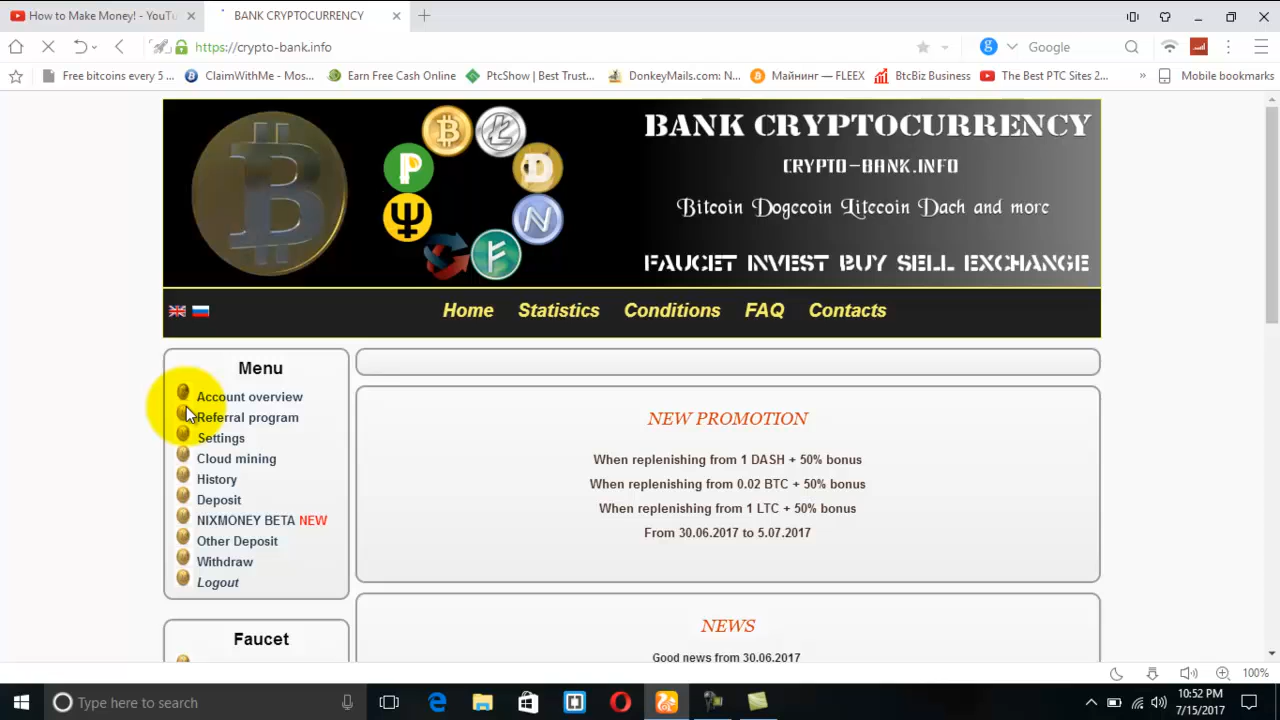 How to Make Money! - YouTu
BANK CRYPTOCURRENCY
https://crypto-bank.info
Google
Free bitcoins every 5 ...
ClaimWithMe - Mos...
Earn Free Cash Online
PtcShow | Best Trust...
DonkeyMails.com: N...
Майнинг — FLEEX
BtcBiz Business
The Best PTC Sites 2...
Mobile bookmarks
BANK CRYPTOCURRENCY
CRYPTO-BANK.INFO
Bitcoin Dogecoin Litecoin Dach and more
FAUCET INVEST BUY SELL EXCHANGE
Home Statistics Conditions FAQ Contacts
Menu
Account overview
Referral program
Settings
Cloud mining
History
Deposit
NIXMONEY BETA NEW
Other Deposit
Withdraw
Logout
Faucet
NEW PROMOTION
When replenishing from 1 DASH + 50% bonus
When replenishing from 0.02 BTC + 50% bonus
When replenishing from 1 LTC + 50% bonus
From 30.06.2017 to 5.07.2017
NEWS
Good news from 30.06.2017
100%
Type here to search
10:52 PM
7/15/2017